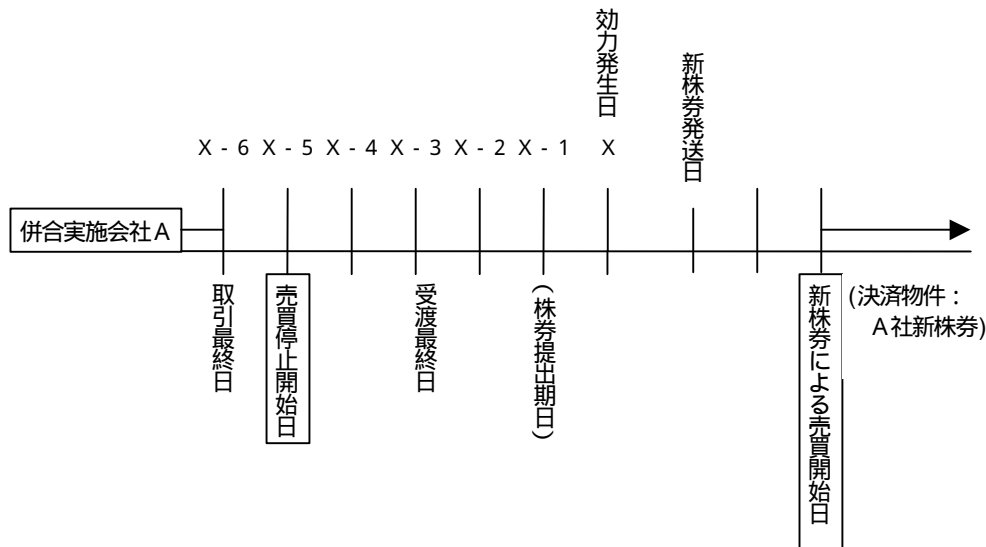 効力発生日
新株券発送日
X-6 X-5 X-4 X-3 X-2 X-1 X
併合実施会社A
取引最終日
売買停止開始日
受渡最終日
(株券提出期日)
新株券による売買開始日
(決済物件:
A社新株券)